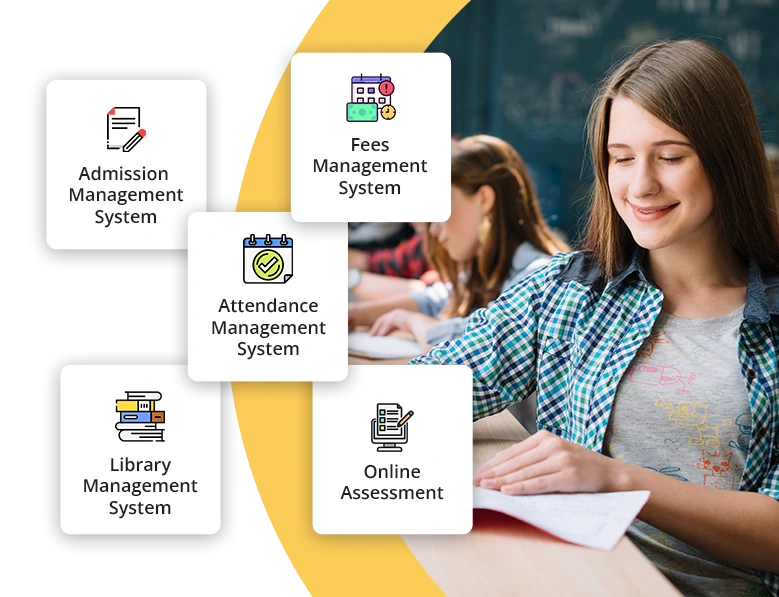 Admission
Management
System
Fees
Management
System
Attendance
Management
System
Library
Management
System
Online
Assessment